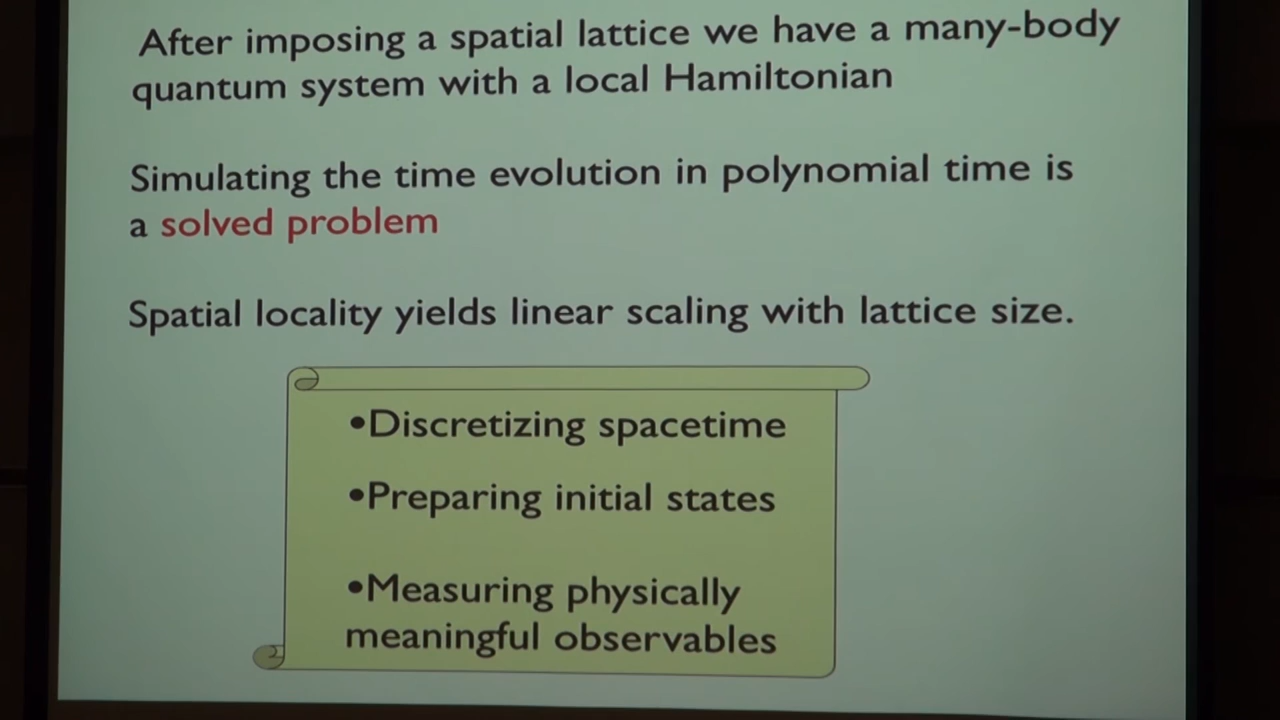 After imposing a spatial lattice we have a many-body
quantum system with a local Hamiltonian
Simulating the time evolution in polynomial time is
a solved problem
Spatial locality yields linear scaling with lattice size.
•Discretizing spacetime
•Preparing initial states
•Measuring physically
meaningful observables